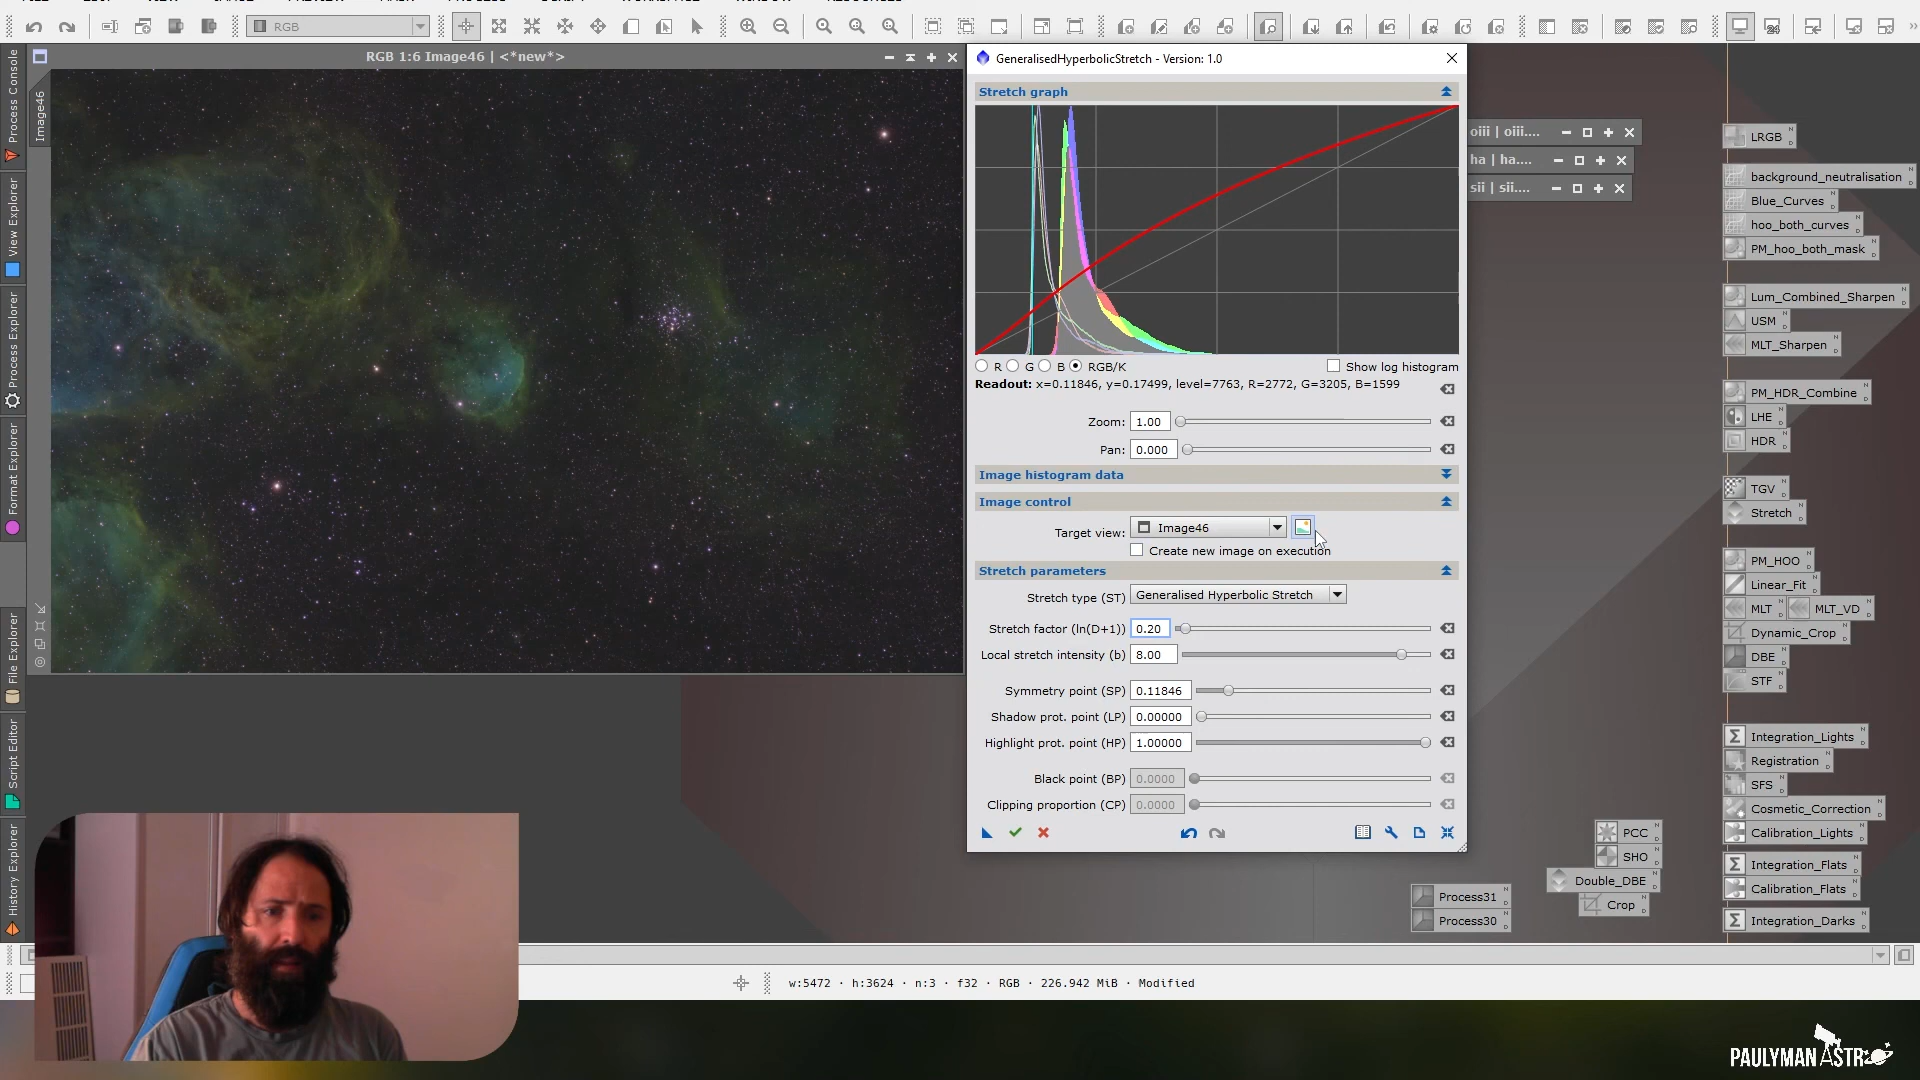 RGB
RGB 1:6 Image46 | <*new*>
Image46
Process Console
View Explorer
Process Explorer
Format Explorer
File Explorer
Script Editor
History Explorer
GeneralisedHyperbolicStretch - Version: 1.0
Stretch graph
R G B RGB/K Show log histogram
Readout: x=0.11846, y=0.17499, level=7763, R=2772, G=3205, B=1599
Zoom: 1.00
Pan: 0.000
Image histogram data
Image control
Target view: Image46
Create new image on execution
Stretch parameters
Stretch type (ST) Generalised Hyperbolic Stretch
Stretch factor (ln(D+1)) 0.20
Local stretch intensity (b) 8.00
Symmetry point (SP) 0.11846
Shadow prot. point (LP) 0.00000
Highlight prot. point (HP) 1.00000
Black point (BP) 0.0000
Clipping proportion (CP) 0.0000
oiii | oiii....
ha | ha....
sii | sii....
LRGB
background_neutralisation
Blue_Curves
hoo_both_curves
PM_hoo_both_mask
Lum_Combined_Sharpen
USM
MLT_Sharpen
PM_HDR_Combine
LHE
HDR
TGV
Stretch
PM_HOO
Linear_Fit
MLT MLT_VD
Dynamic_Crop
DBE
STF
Integration_Lights
Registration
SFS
Cosmetic_Correction
Calibration_Lights
Integration_Flats
Calibration_Flats
Integration_Darks
PCC
SHO
Double_DBE
Crop
Process31
Process30
w:5472 · h:3624 · n:3 · f32 · RGB · 226.942 MiB · Modified
PAULYMAN ASTRO